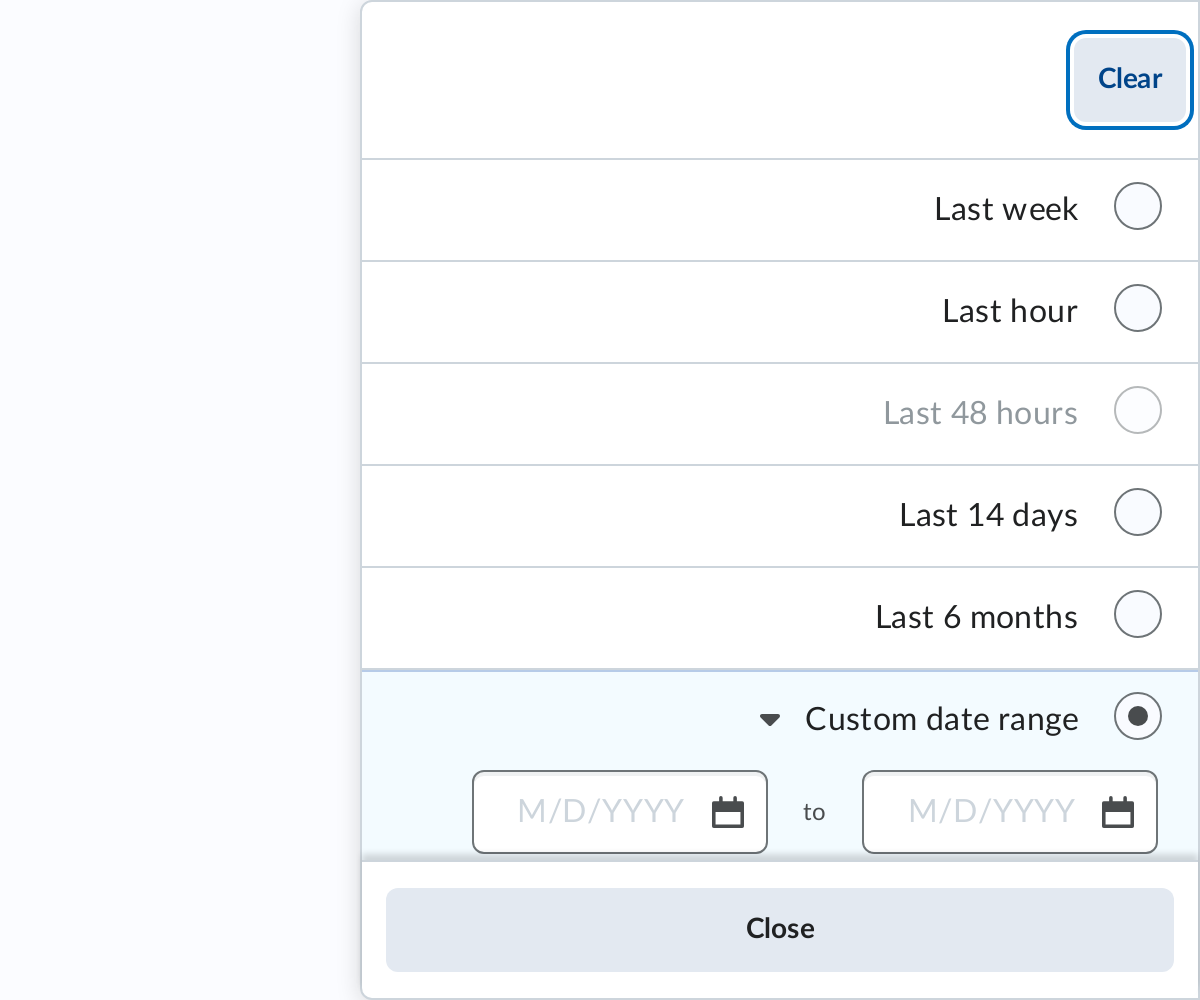 Clear
Last week
Last hour
Last 48 hours
Last 14 days
Last 6 months
Custom date range
M/D/YYYY to M/D/YYYY
Close